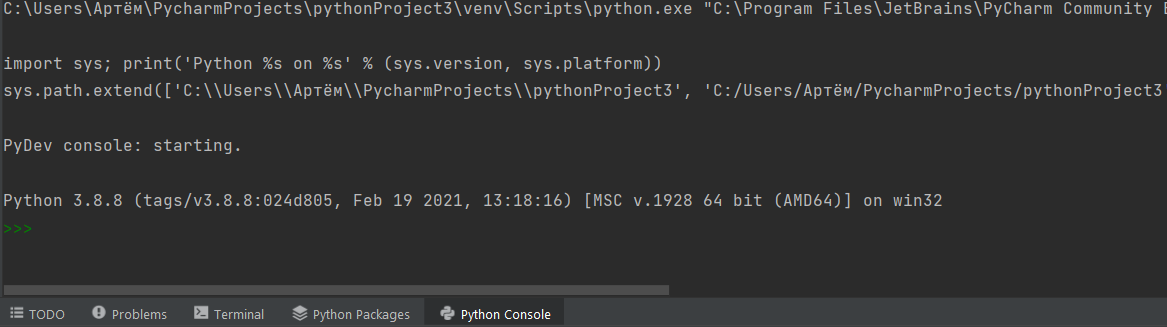 C:\Users\Артём\PycharmProjects\pythonProject3\venv\Scripts\python.exe "C:\Program Files\JetBrains\PyCharm Community
import sys; print('Python %s on %s' % (sys.version, sys.platform))
sys.path.extend(['C:\\Users\\Артём\\PycharmProjects\\pythonProject3', 'C:/Users/Артём/PycharmProjects/pythonProject3
PyDev console: starting.
Python 3.8.8 (tags/v3.8.8:024d805, Feb 19 2021, 13:18:16) [MSC v.1928 64 bit (AMD64)] on win32
>>>
TODO Problems Terminal Python Packages Python Console